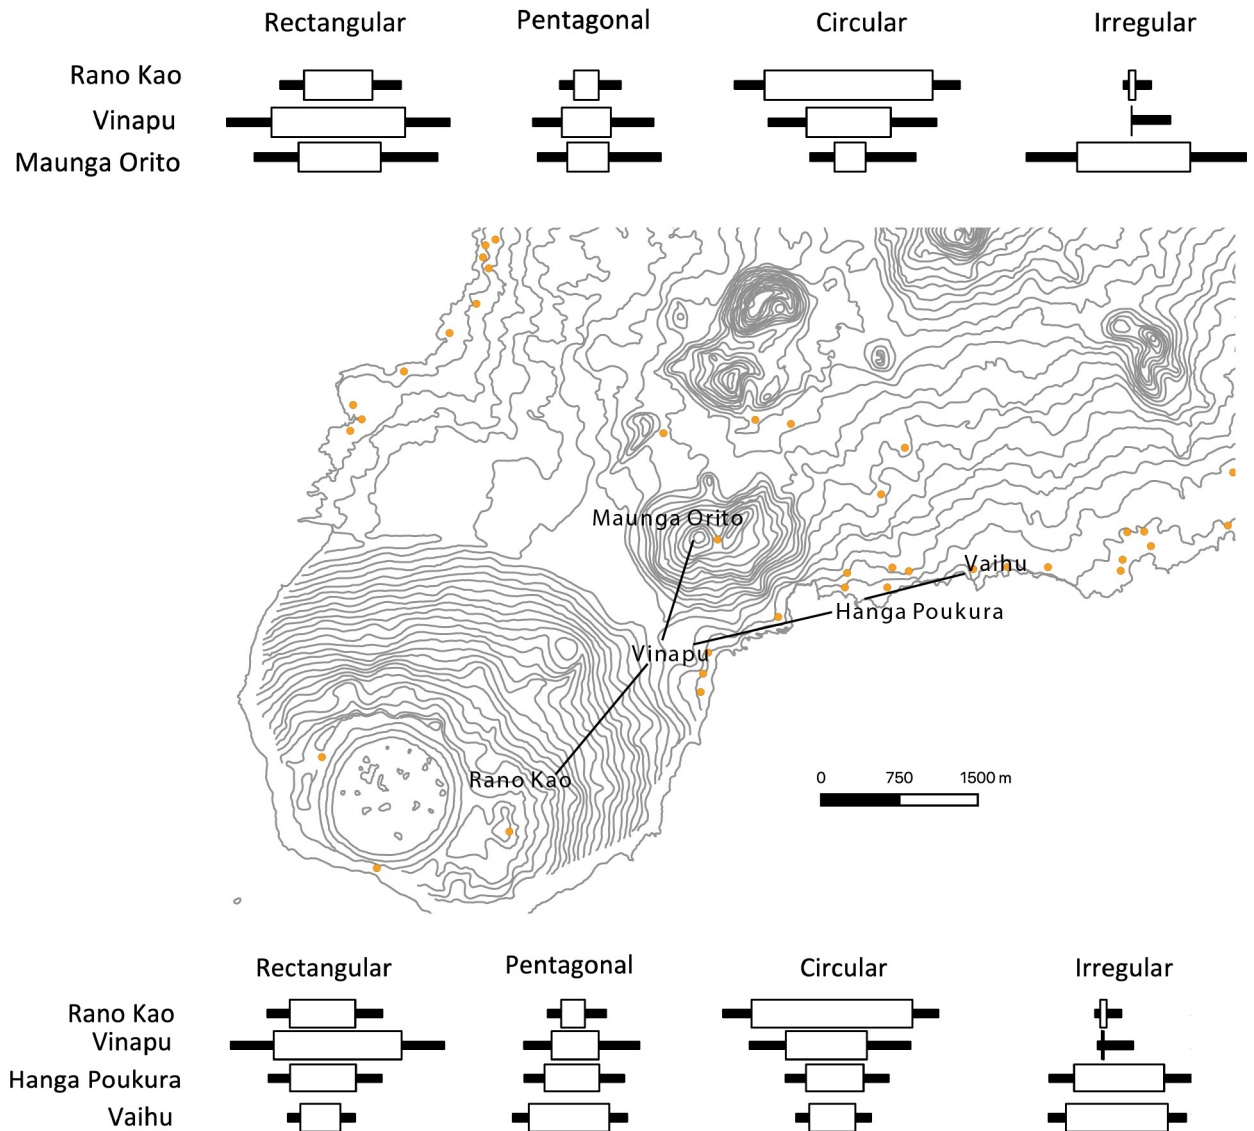 Rectangular Pentagonal Circular Irregular
Rano Kao
Vinapu
Maunga Orito
Maunga Orito
Vaihu
Hanga Poukura
Vinapu
Rano Kao
0 750 1500 m
Rectangular Pentagonal Circular Irregular
Rano Kao
Vinapu
Hanga Poukura
Vaihu